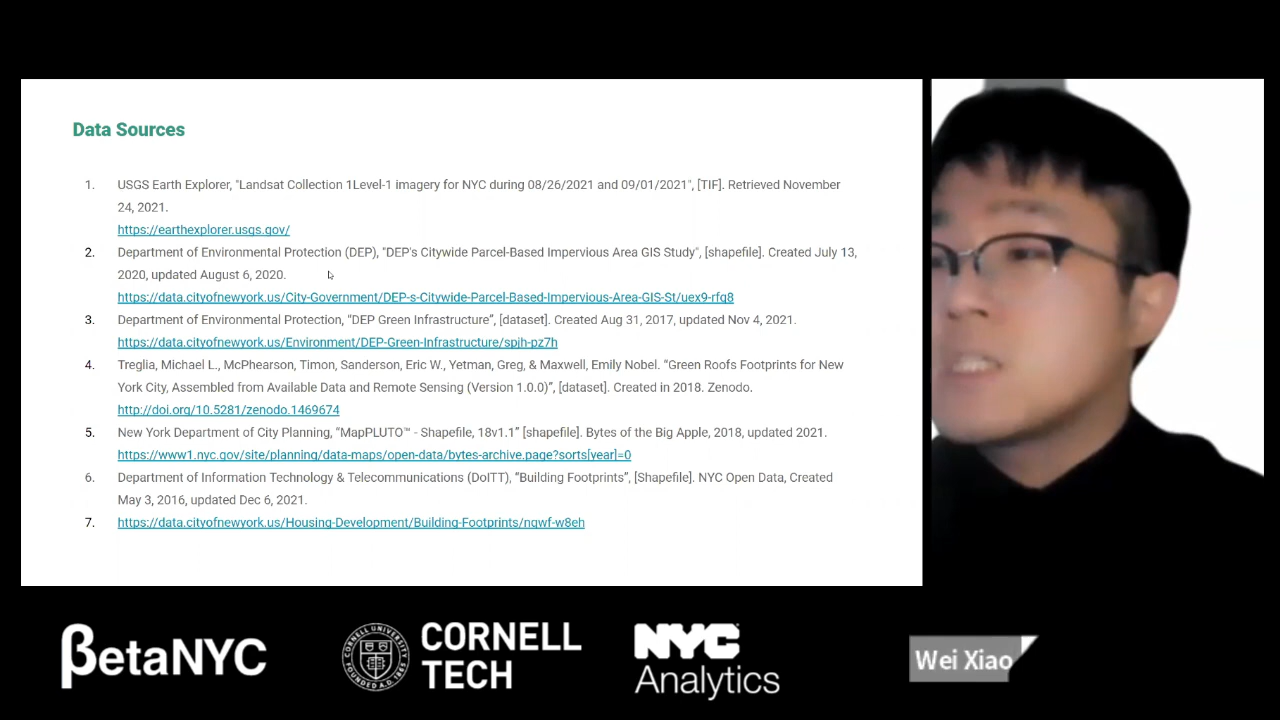 Data Sources
1. USGS Earth Explorer, "Landsat Collection 1Level-1 imagery for NYC during 08/26/2021 and 09/01/2021", [TIF]. Retrieved November
24, 2021.
https://earthexplorer.usgs.gov/
2. Department of Environmental Protection (DEP), "DEP's Citywide Parcel-Based Impervious Area GIS Study", [shapefile]. Created July 13,
2020, updated August 6, 2020.
https://data.cityofnewyork.us/City-Government/DEP-s-Citywide-Parcel-Based-Impervious-Area-GIS-St/uex9-rfq8
3. Department of Environmental Protection, “DEP Green Infrastructure”, [dataset]. Created Aug 31, 2017, updated Nov 4, 2021.
https://data.cityofnewyork.us/Environment/DEP-Green-Infrastructure/spjh-pz7h
4. Treglia, Michael L., McPhearson, Timon, Sanderson, Eric W., Yetman, Greg, & Maxwell, Emily Nobel. “Green Roofs Footprints for New
York City, Assembled from Available Data and Remote Sensing (Version 1.0.0)”, [dataset]. Created in 2018. Zenodo.
http://doi.org/10.5281/zenodo.1469674
5. New York Department of City Planning, “MapPLUTO™ - Shapefile, 18v1.1” [shapefile]. Bytes of the Big Apple, 2018, updated 2021.
https://www1.nyc.gov/site/planning/data-maps/open-data/bytes-archive.page?sorts[year]=0
6. Department of Information Technology & Telecommunications (DoITT), “Building Footprints”, [Shapefile]. NYC Open Data, Created
May 3, 2016, updated Dec 6, 2021.
7. https://data.cityofnewyork.us/Housing-Development/Building-Footprints/nqwf-w8eh
βetaNYC
CORNELL
TECH
NYC
Analytics
Wei Xiao